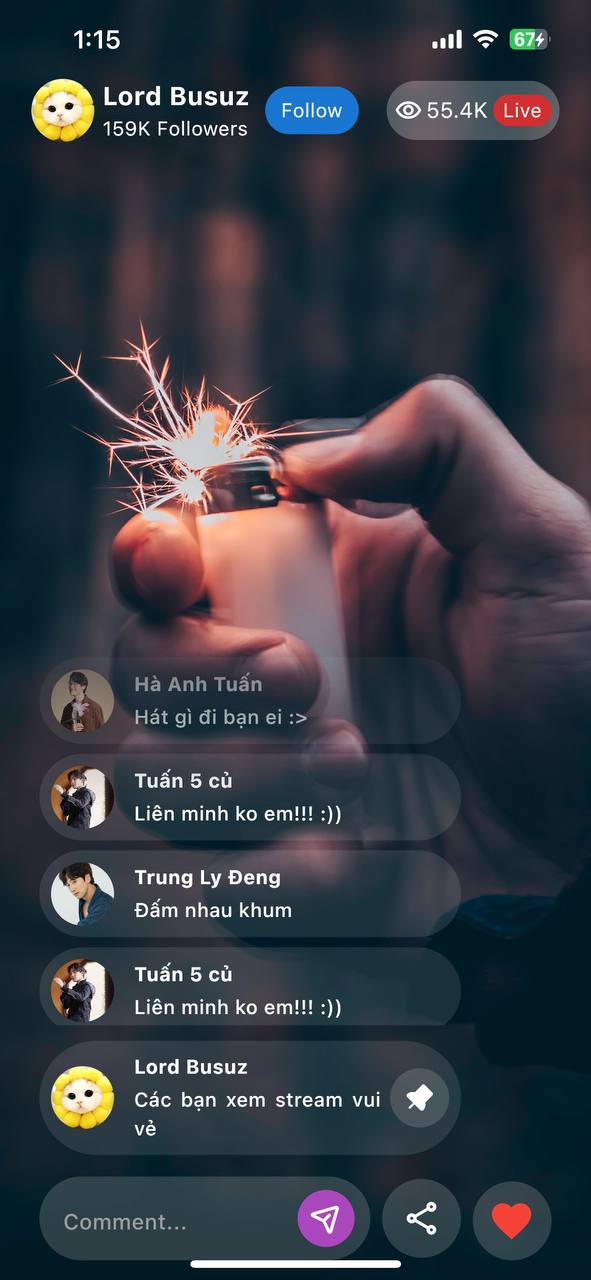 1:15
67
Lord Busuz
159K Followers
Follow
55.4K
Live
Hà Anh Tuấn
Hát gì đi bạn ei :>
Tuấn 5 củ
Liên minh ko em!!! :))
Trung Ly Đeng
Đấm nhau khum
Tuấn 5 củ
Liên minh ko em!!! :))
Lord Busuz
Các bạn xem stream vui
vẻ
Comment...